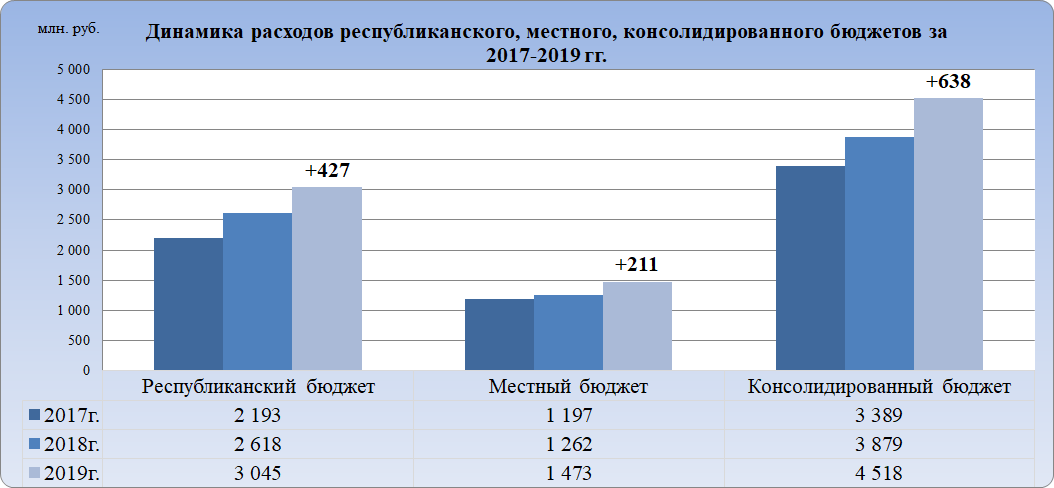 млн. руб.
Динамика расходов республиканского, местного, консолидированного бюджетов за
2017-2019 гг.
5 000
4 500
4 000
3 500
3 000
2 500
2 000
1 500
1 000
500
0
+427
+211
+638
Республиканский бюджет Местный бюджет Консолидированный бюджет
2017г. 2 193 1 197 3 389
2018г. 2 618 1 262 3 879
2019г. 3 045 1 473 4 518